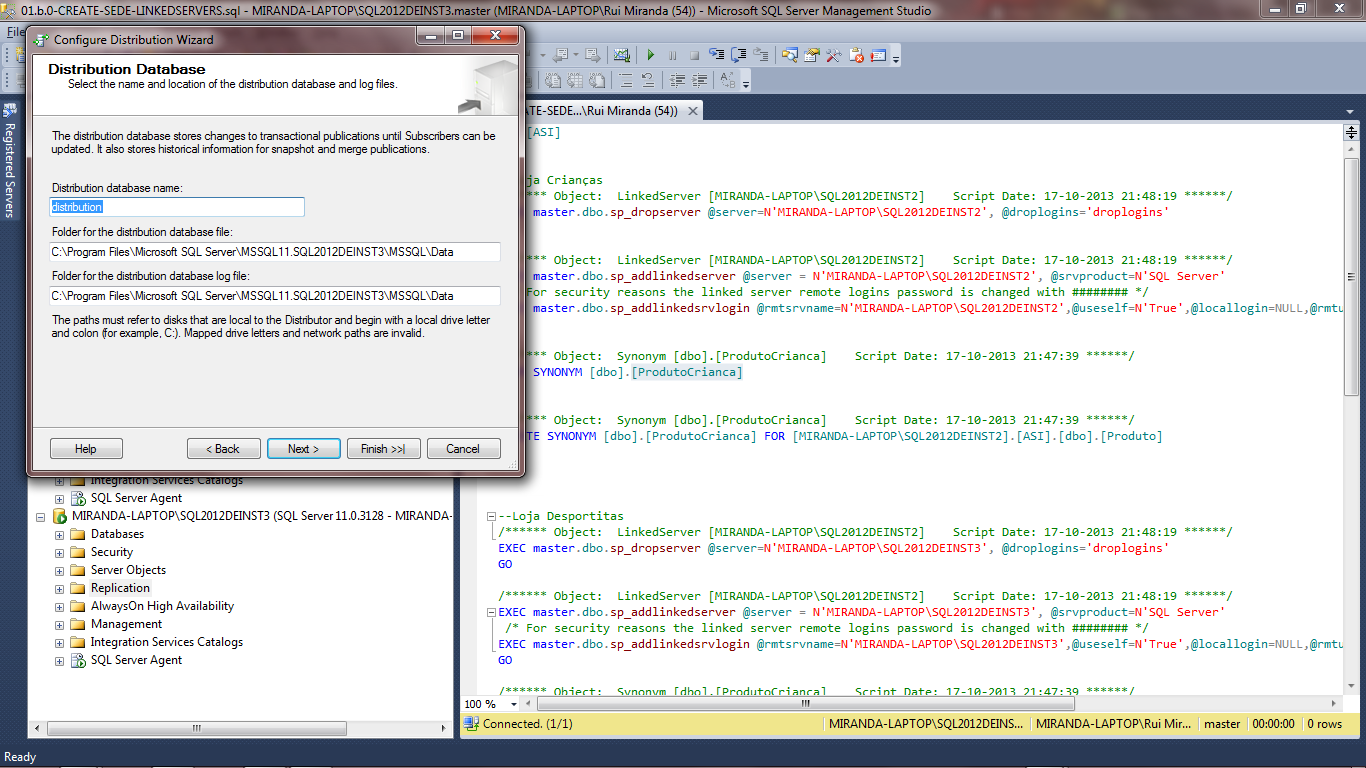 01.b.0-CREATE-SEDE-LINKEDSERVERS.sql - MIRANDA-LAPTOP\SQL2012DEINST3.master (MIRANDA-LAPTOP\Rui Miranda (54)) - Microsoft SQL Server Management Studio
Configure Distribution Wizard
Distribution Database
Select the name and location of the distribution database and log files.
The distribution database stores changes to transactional publications until Subscribers can be
updated. It also stores historical information for snapshot and merge publications.
Distribution database name:
distribution
Folder for the distribution database file:
C:\Program Files\Microsoft SQL Server\MSSQL11.SQL2012DEINST3\MSSQL\Data
Folder for the distribution database log file:
C:\Program Files\Microsoft SQL Server\MSSQL11.SQL2012DEINST3\MSSQL\Data
The paths must refer to disks that are local to the Distributor and begin with a local drive letter
and colon (for example, C:). Mapped drive letters and network paths are invalid.
Help
< Back
Next >
Finish >>|
Cancel
Registered Servers
Integration Services Catalogs
SQL Server Agent
MIRANDA-LAPTOP\SQL2012DEINST3 (SQL Server 11.0.3128 - MIRANDA-
Databases
Security
Server Objects
Replication
AlwaysOn High Availability
Management
Integration Services Catalogs
SQL Server Agent
ATE-SEDE...\Rui Miranda (54))
[ASI]
ja Crianças
*** Object:  LinkedServer [MIRANDA-LAPTOP\SQL2012DEINST2]    Script Date: 17-10-2013 21:48:19 ******/
master.dbo.sp_dropserver @server=N'MIRANDA-LAPTOP\SQL2012DEINST2', @droplogins='droplogins'
*** Object:  LinkedServer [MIRANDA-LAPTOP\SQL2012DEINST2]    Script Date: 17-10-2013 21:48:19 ******/
master.dbo.sp_addlinkedserver @server = N'MIRANDA-LAPTOP\SQL2012DEINST2', @srvproduct=N'SQL Server'
For security reasons the linked server remote logins password is changed with ######## */
master.dbo.sp_addlinkedsrvlogin @rmtsrvname=N'MIRANDA-LAPTOP\SQL2012DEINST2',@useself=N'True',@locallogin=NULL,@rmtu
*** Object:  Synonym [dbo].[ProdutoCrianca]    Script Date: 17-10-2013 21:47:39 ******/
SYNONYM [dbo].[ProdutoCrianca]
*** Object:  Synonym [dbo].[ProdutoCrianca]    Script Date: 17-10-2013 21:47:39 ******/
TE SYNONYM [dbo].[ProdutoCrianca] FOR [MIRANDA-LAPTOP\SQL2012DEINST2].[ASI].[dbo].[Produto]
--Loja Desportitas
/****** Object:  LinkedServer [MIRANDA-LAPTOP\SQL2012DEINST2]    Script Date: 17-10-2013 21:48:19 ******/
EXEC master.dbo.sp_dropserver @server=N'MIRANDA-LAPTOP\SQL2012DEINST3', @droplogins='droplogins'
GO
/****** Object:  LinkedServer [MIRANDA-LAPTOP\SQL2012DEINST2]    Script Date: 17-10-2013 21:48:19 ******/
EXEC master.dbo.sp_addlinkedserver @server = N'MIRANDA-LAPTOP\SQL2012DEINST3', @srvproduct=N'SQL Server'
/* For security reasons the linked server remote logins password is changed with ######## */
EXEC master.dbo.sp_addlinkedsrvlogin @rmtsrvname=N'MIRANDA-LAPTOP\SQL2012DEINST3',@useself=N'True',@locallogin=NULL,@rmtu
GO
/****** Object:  Synonym [dbo].[ProdutoCrianca]    Script Date: 17-10-2013 21:47:39 ******/
100 %
Connected. (1/1)
MIRANDA-LAPTOP\SQL2012DEINS...
MIRANDA-LAPTOP\Rui Mir...
master
00:00:00
0 rows
Ready